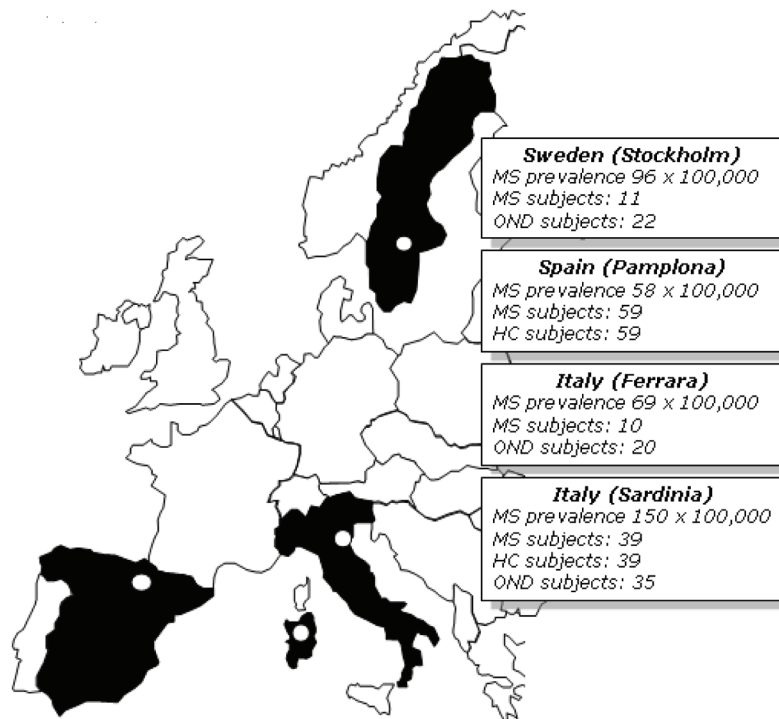 Sweden (Stockholm)
MS prevalence 96 x 100,000
MS subjects: 11
OND subjects: 22
Spain (Pamplona)
MS prevalence 58 x 100,000
MS subjects: 59
HC subjects: 59
Italy (Ferrara)
MS prevalence 69 x 100,000
MS subjects: 10
OND subjects: 20
Italy (Sardinia)
MS prevalence 150 x 100,000
MS subjects: 39
HC subjects: 39
OND subjects: 35